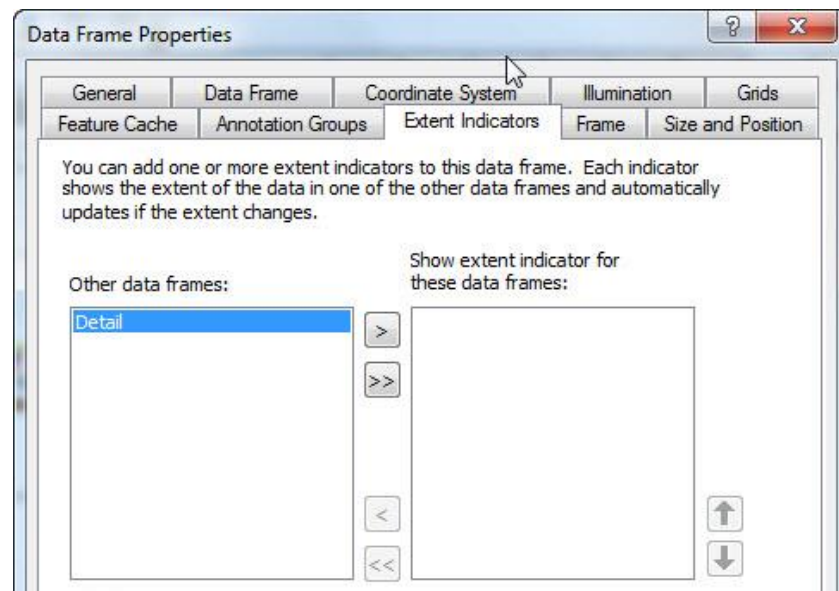 Data Frame Properties
?
X
General Data Frame Coordinate System Illumination Grids
Feature Cache Annotation Groups Extent Indicators Frame Size and Position
You can add one or more extent indicators to this data frame. Each indicator
shows the extent of the data in one of the other data frames and automatically
updates if the extent changes.
Other data frames:
Show extent indicator for
these data frames:
Detail
>
>>
<
<<